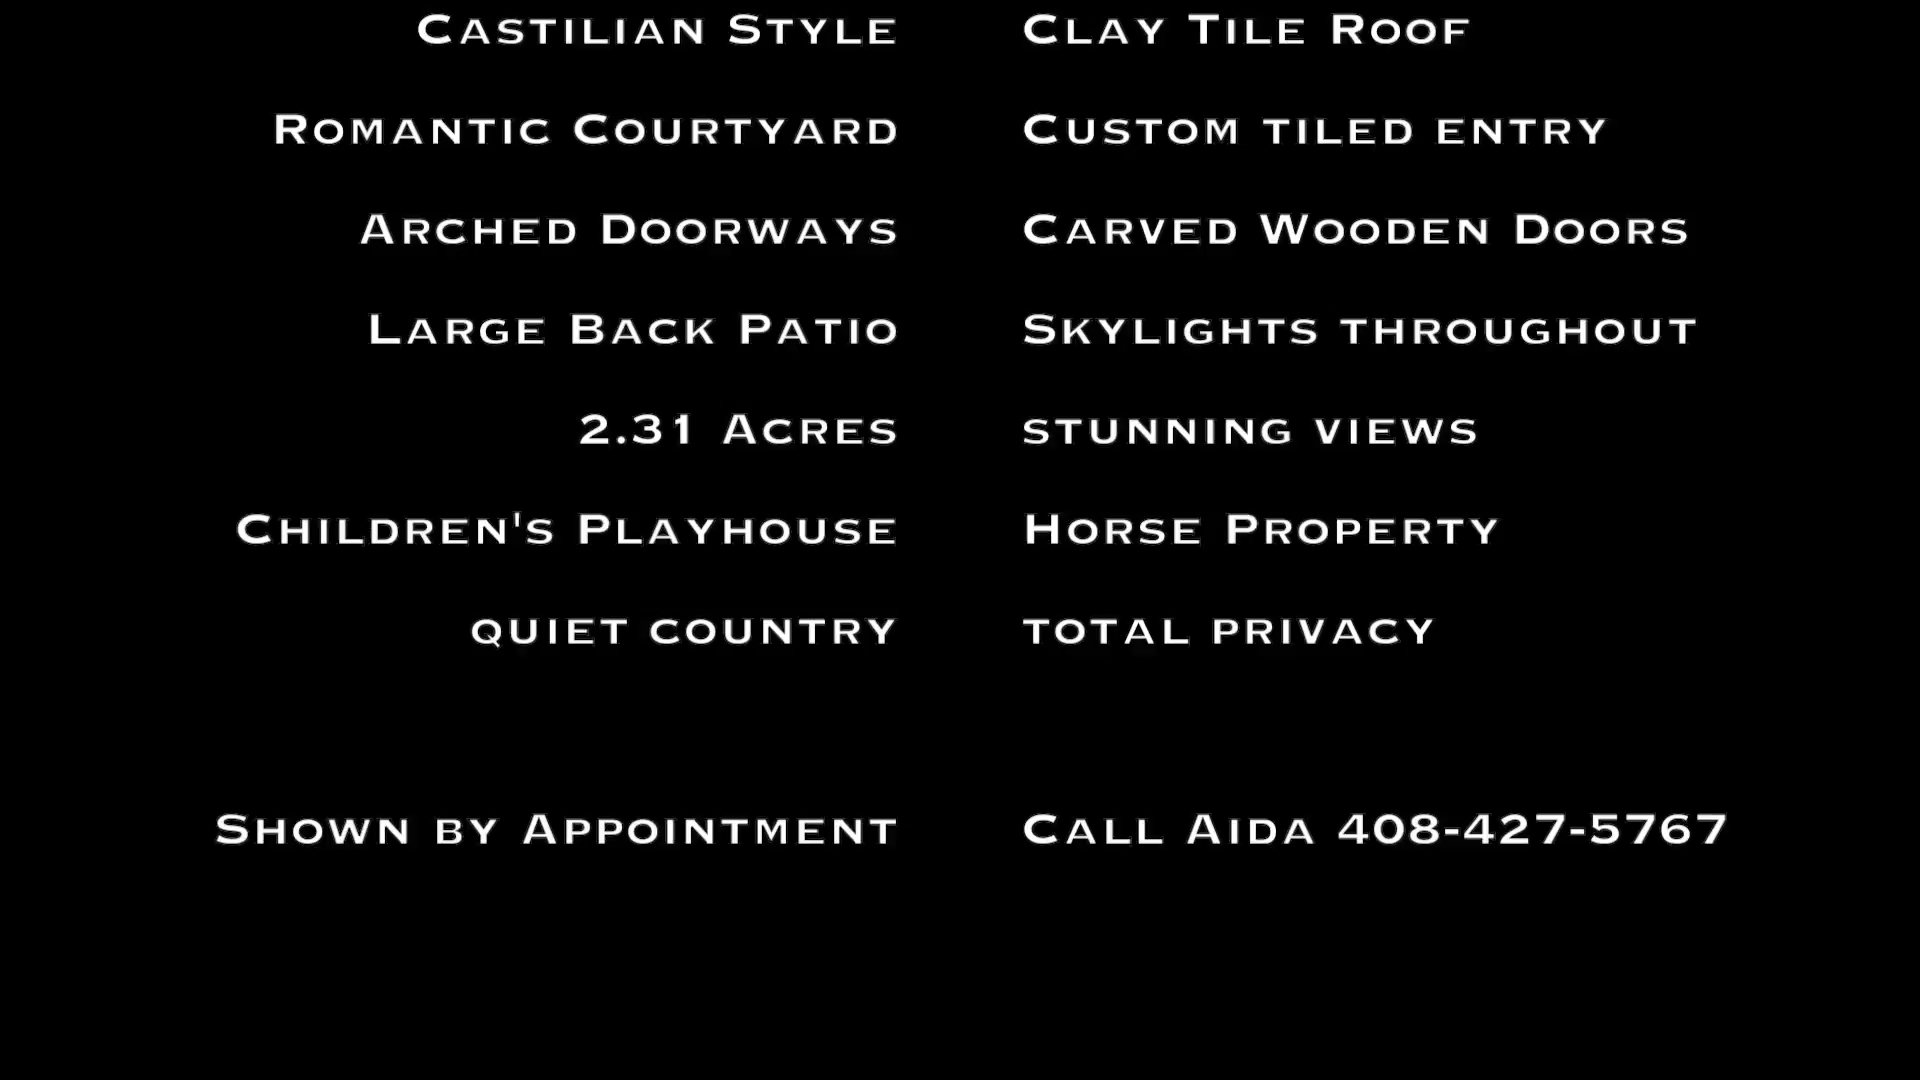 Castilian Style Clay Tile Roof
Romantic Courtyard Custom tiled entry
Arched Doorways Carved Wooden Doors
Large Back Patio Skylights throughout
2.31 Acres stunning views
Children's Playhouse Horse Property
quiet country total privacy
Shown by Appointment Call Aida 408-427-5767